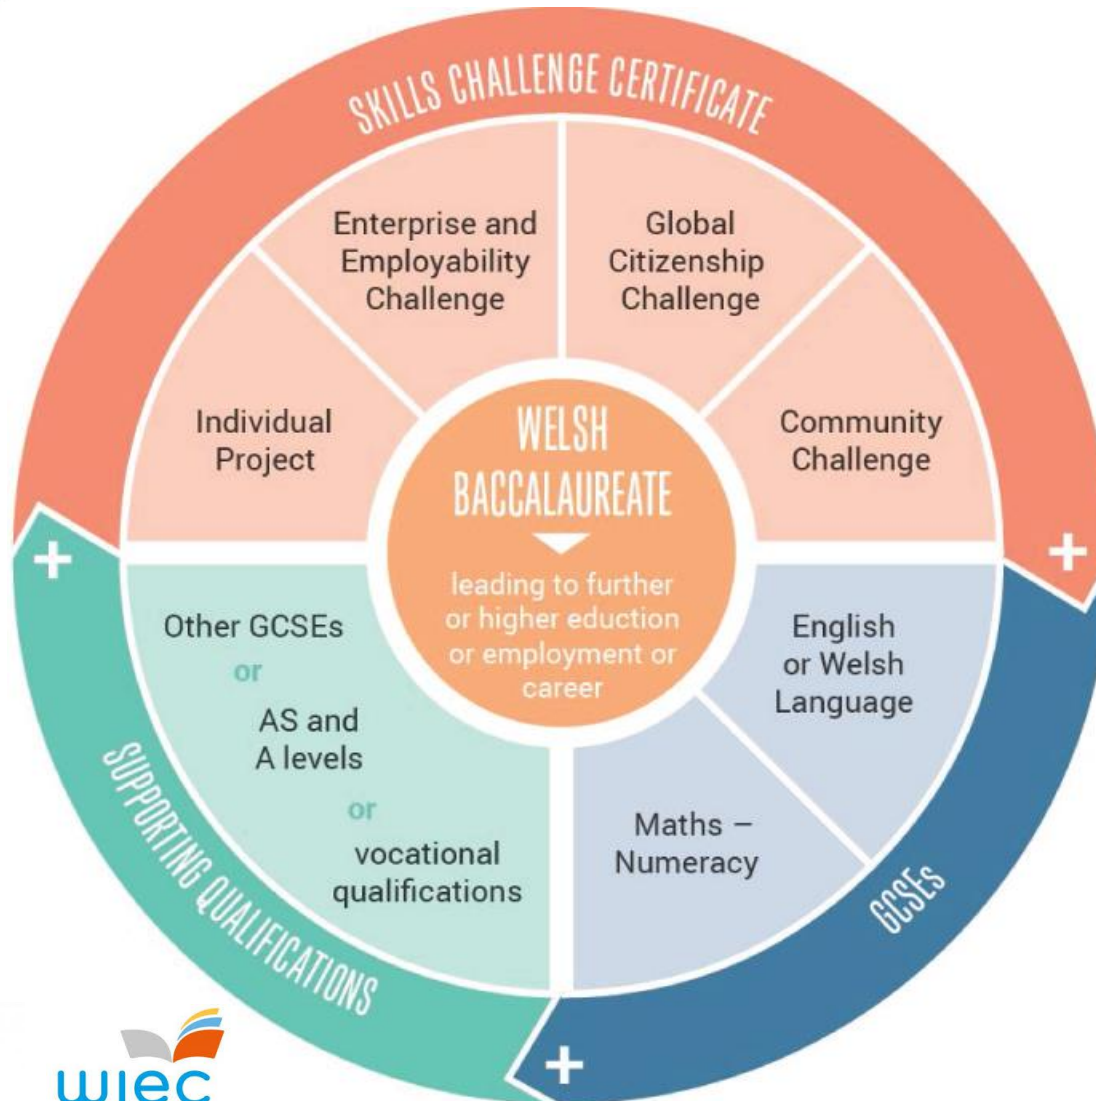 SKILLS CHALLENGE CERTIFICATE
Enterprise and
Employability
Challenge
Global
Citizenship
Challenge
Individual
Project
Community
Challenge
WELSH
BACCALAUREATE
leading to further
or higher eduction
or employment or
career
+
+
Other GCSEs
or
AS and
A levels
or
vocational
qualifications
English
or Welsh
Language
Maths –
Numeracy
SUPPORTING QUALIFICATIONS
GCSEs
+
wjec